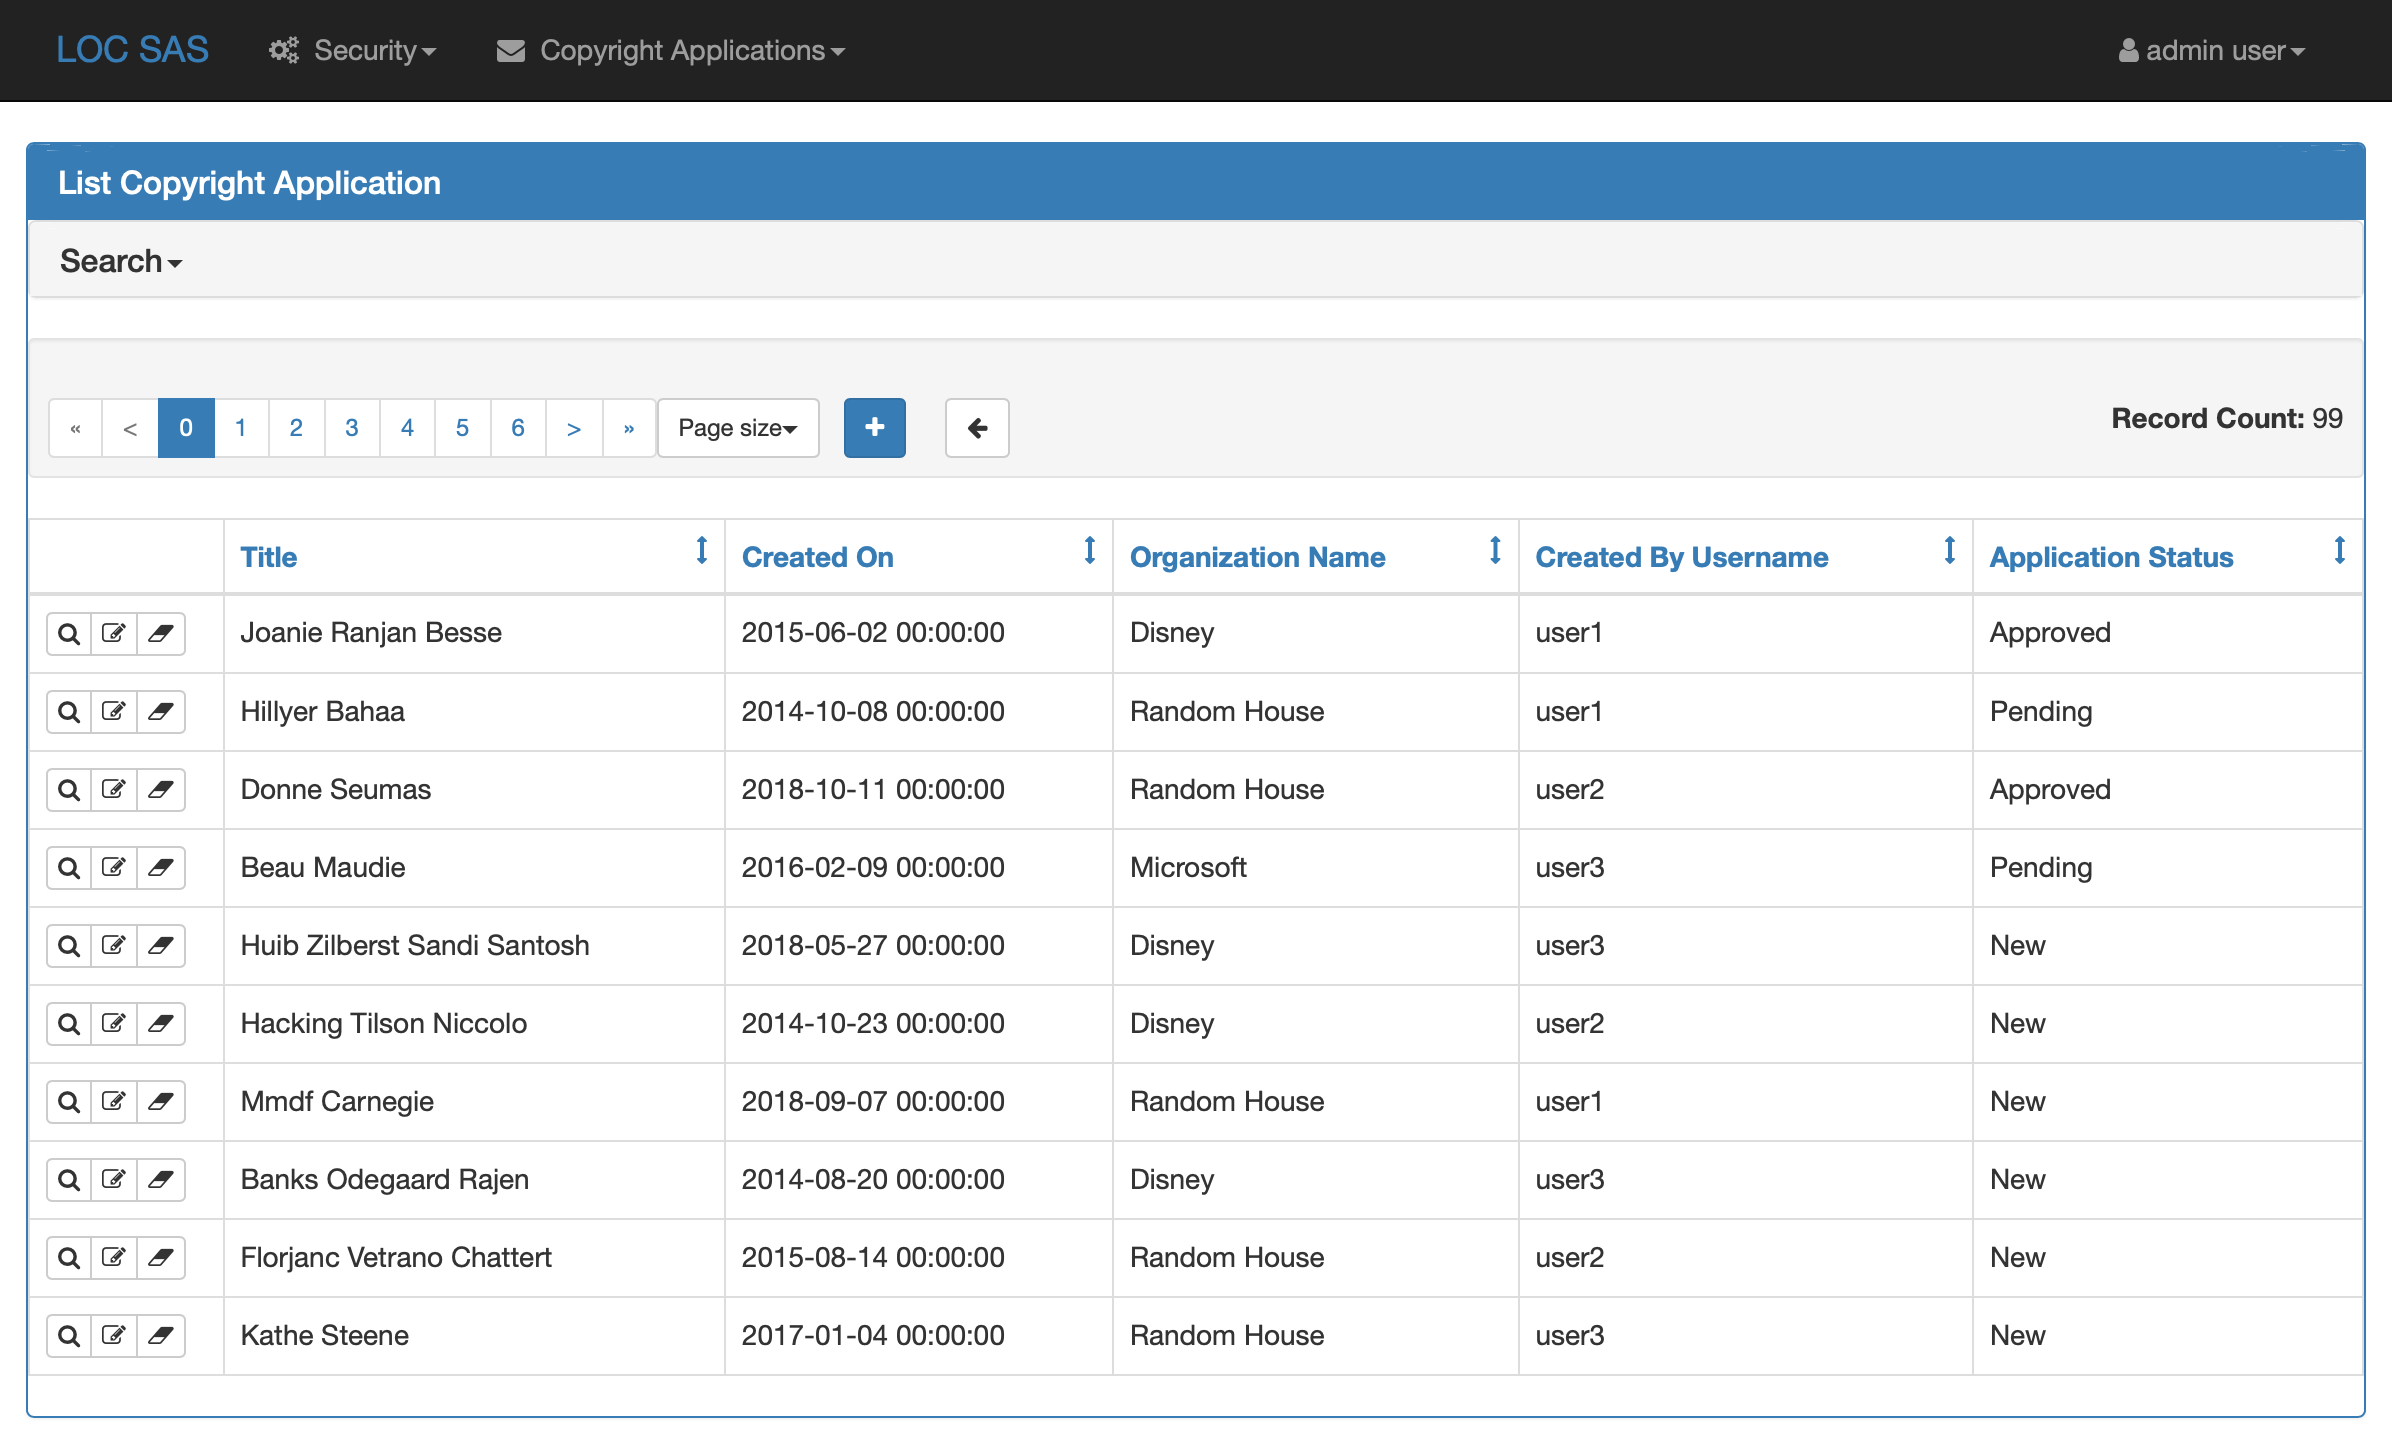 LOC SAS Security Copyright Applications admin user
List Copyright Application
Search
« < 0 1 2 3 4 5 6 > » Page size Record Count: 99
Title Created On Organization Name Created By Username Application Status
Joanie Ranjan Besse 2015-06-02 00:00:00 Disney user1 Approved
Hillyer Bahaa 2014-10-08 00:00:00 Random House user1 Pending
Donne Seumas 2018-10-11 00:00:00 Random House user2 Approved
Beau Maudie 2016-02-09 00:00:00 Microsoft user3 Pending
Huib Zilberst Sandi Santosh 2018-05-27 00:00:00 Disney user3 New
Hacking Tilson Niccolo 2014-10-23 00:00:00 Disney user2 New
Mmdf Carnegie 2018-09-07 00:00:00 Random House user1 New
Banks Odegaard Rajen 2014-08-20 00:00:00 Disney user3 New
Florjanc Vetrano Chattert 2015-08-14 00:00:00 Random House user2 New
Kathe Steene 2017-01-04 00:00:00 Random House user3 New